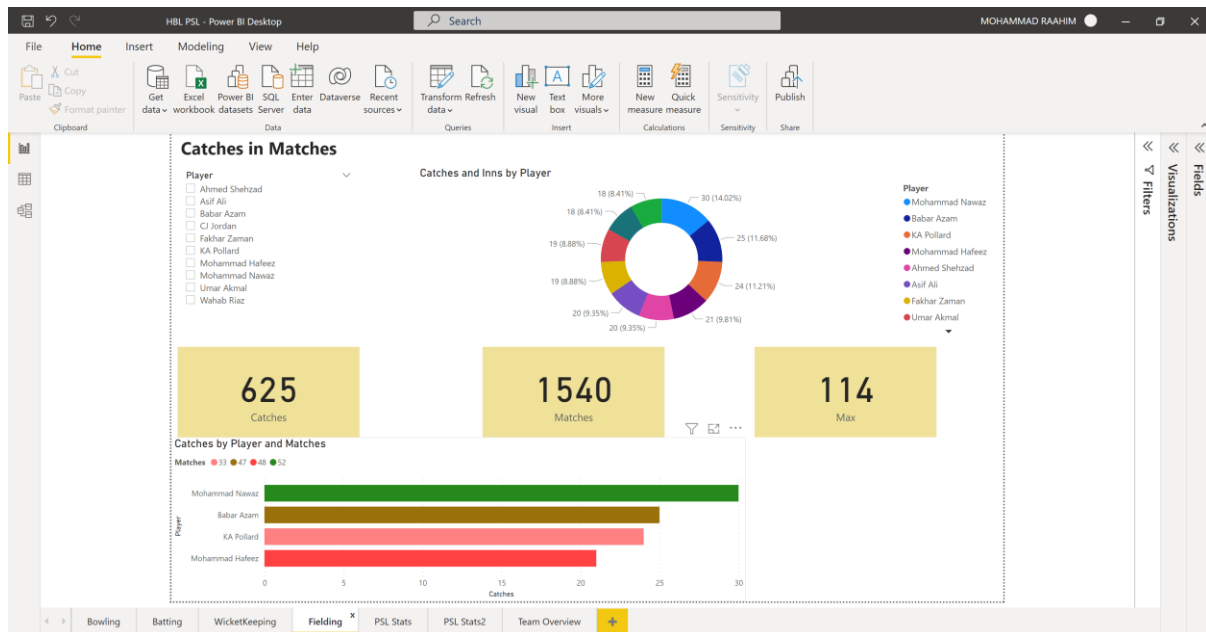 HBL PSL - Power BI Desktop
Search
MOHAMMAD RAAHIM
File Home Insert Modeling View Help
Paste
Cut
Copy
Format painter
Clipboard
Get data
Excel workbook
Power BI datasets
SQL Server
Enter data
Dataverse
Recent sources
Data
Transform data
Refresh
Queries
New visual
Text box
More visuals
Insert
New measure
Quick measure
Calculations
Sensitivity
Sensitivity
Publish
Share
Catches in Matches
Player
Ahmed Shehzad
Asif Ali
Babar Azam
CJ Jordan
Fakhar Zaman
KA Pollard
Mohammad Hafeez
Mohammad Nawaz
Umar Akmal
Wahab Riaz
Catches and Inns by Player
30 (14.02%)
25 (11.68%)
24 (11.21%)
21 (9.81%)
20 (9.35%)
20 (9.35%)
19 (8.88%)
19 (8.88%)
18 (8.41%)
18 (8.41%)
Player
Mohammad Nawaz
Babar Azam
KA Pollard
Mohammad Hafeez
Ahmed Shehzad
Asif Ali
Fakhar Zaman
Umar Akmal
Filters
Visualizations
Fields
625
Catches
1540
Matches
114
Max
Catches by Player and Matches
Matches 33 47 48 52
Player
Mohammad Nawaz
Babar Azam
KA Pollard
Mohammad Hafeez
0 5 10 15 20 25 30
Catches
Bowling Batting WicketKeeping Fielding x PSL Stats PSL Stats2 Team Overview +